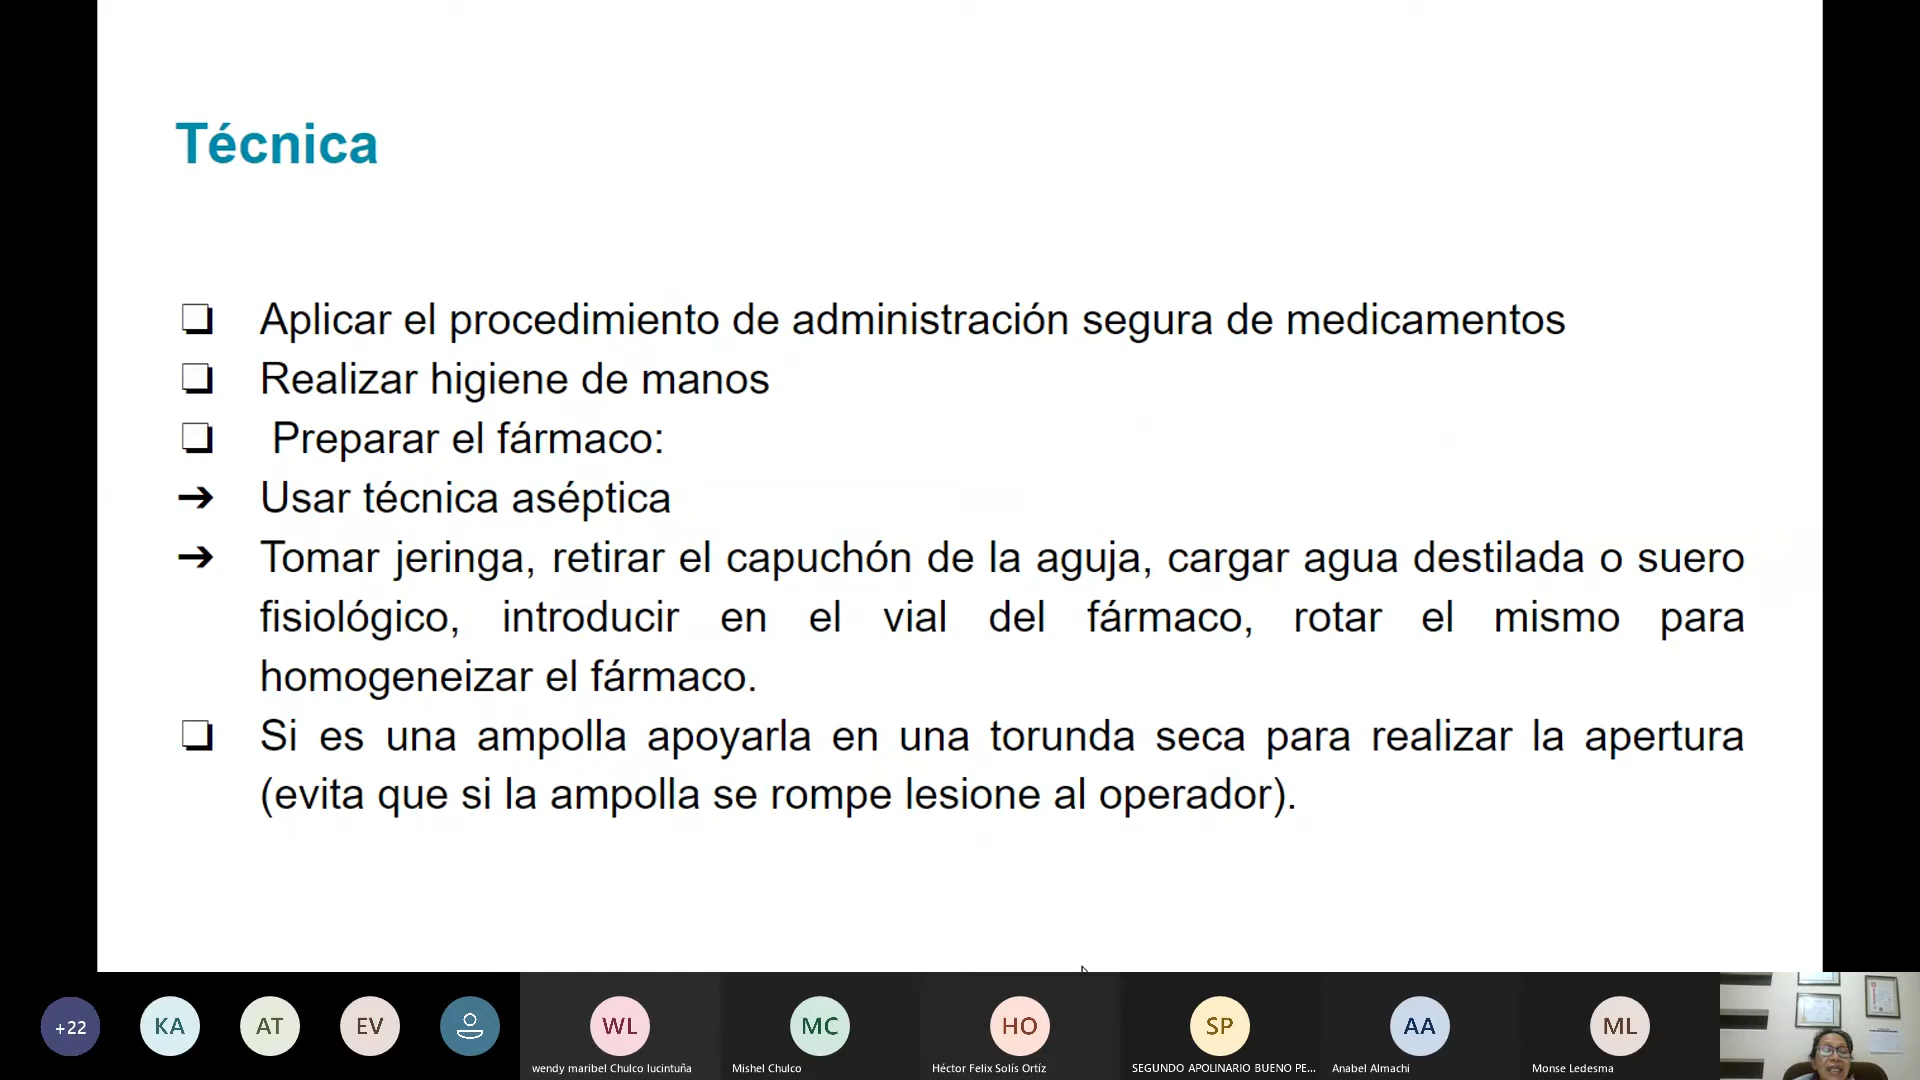 Técnica
❏ Aplicar el procedimiento de administración segura de medicamentos
❏ Realizar higiene de manos
❏ Preparar el fármaco:
➔ Usar técnica aséptica
➔ Tomar jeringa, retirar el capuchón de la aguja, cargar agua destilada o suero
fisiológico, introducir en el vial del fármaco, rotar el mismo para
homogeneizar el fármaco.
❏ Si es una ampolla apoyarla en una torunda seca para realizar la apertura
(evita que si la ampolla se rompe lesione al operador).
+22 KA AT EV WL MC HO SP AA ML
wendy maribel Chulco lucintuña Mishel Chulco Héctor Felix Solís Ortíz SEGUNDO APOLINARIO BUENO PE... Anabel Almachi Monse Ledesma